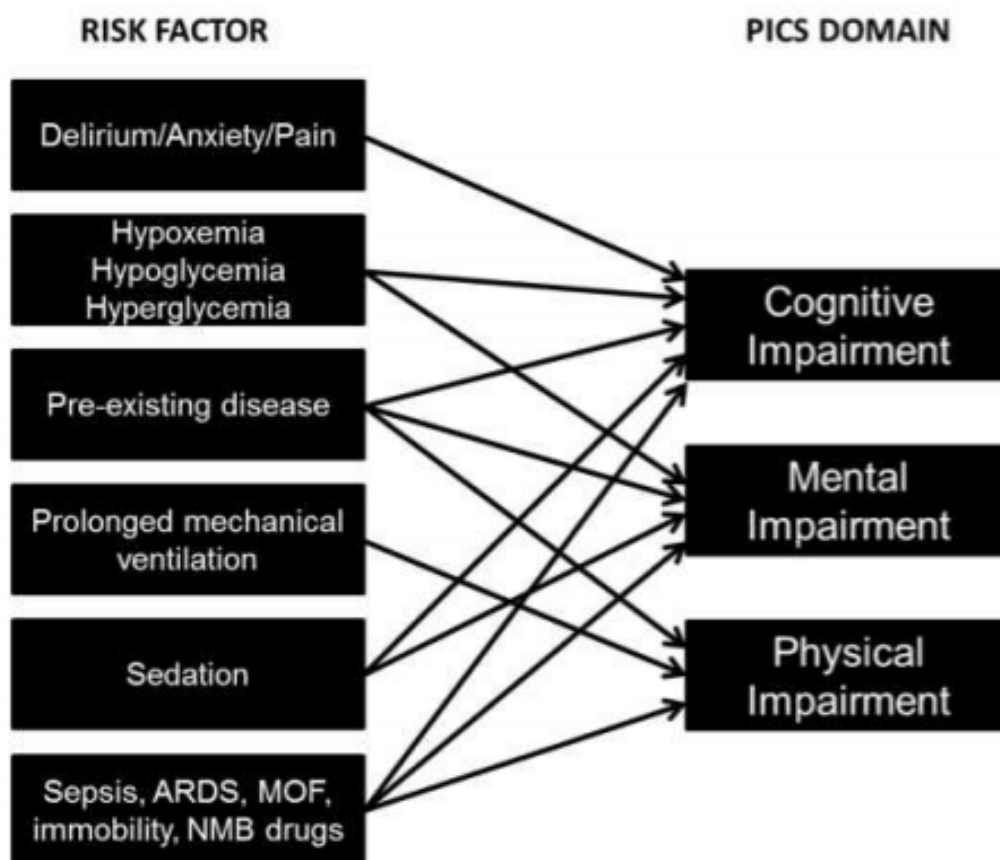 RISK FACTOR
PICS DOMAIN
Delirium/Anxiety/Pain
Hypoxemia
Hypoglycemia
Hyperglycemia
Pre-existing disease
Prolonged mechanical
ventilation
Sedation
Sepsis, ARDS, MOF,
immobility, NMB drugs
Cognitive
Impairment
Mental
Impairment
Physical
Impairment